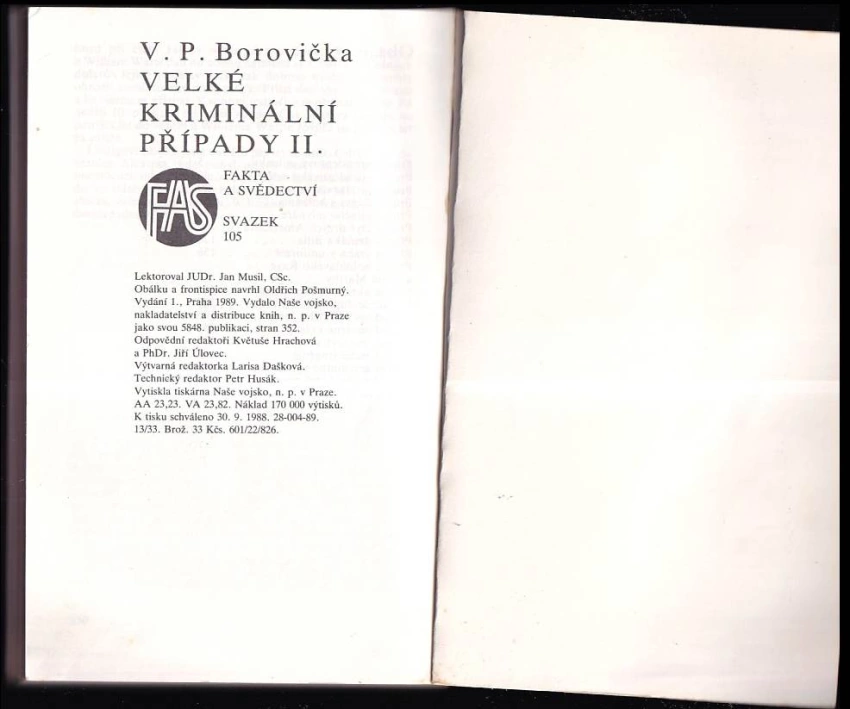 V. P. Borovička
VELKÉ
KRIMINÁLNÍ
PŘÍPADY II.
FAS
FAKTA
A SVĚDECTVÍ
SVAZEK
105
Lektoroval JUDr. Jan Musil, CSc.
Obálku a frontispice navrhl Oldřich Pošmurný.
Vydání 1., Praha 1989. Vydalo Naše vojsko,
nakladatelství a distribuce knih, n. p. v Praze
jako svou 5848. publikaci, stran 352.
Odpovědní redaktoři Květuše Hrachová
a PhDr. Jiří Úlovec.
Výtvarná redaktorka Larisa Dašková.
Technický redaktor Petr Husák.
Vytiskla tiskárna Naše vojsko, n. p. v Praze.
AA 23,23. VA 23,82. Náklad 170 000 výtisků.
K tisku schváleno 30. 9. 1988. 28-004-89.
13/33. Brož. 33 Kčs. 601/22/826.